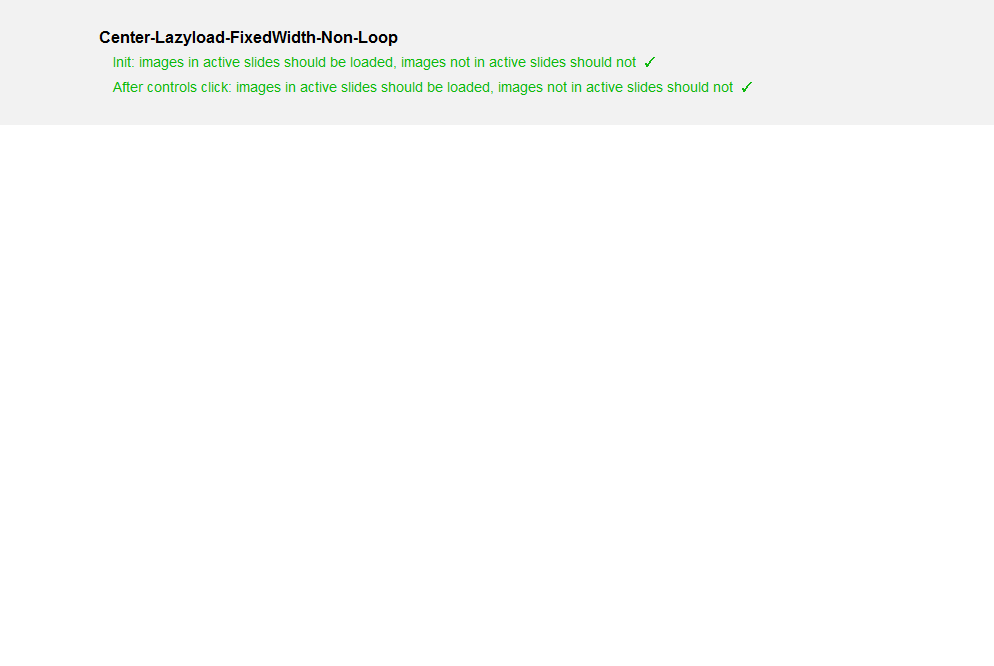 Center-Lazyload-FixedWidth-Non-Loop
Init: images in active slides should be loaded, images not in active slides should not ✓
After controls click: images in active slides should be loaded, images not in active slides should not ✓